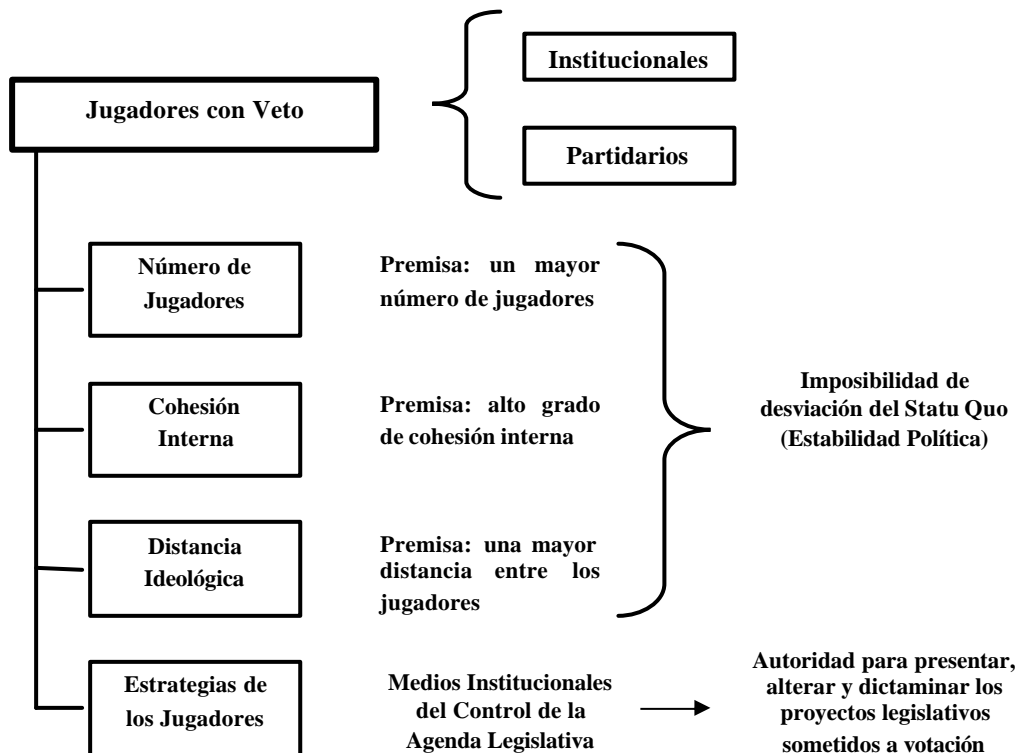 Institucionales
Jugadores con Veto
Partidarios
Número de
Jugadores
Premisa: un mayor
número de jugadores
Cohesión
Interna
Premisa: alto grado
de cohesión interna
Imposibilidad de
desviación del Statu Quo
(Estabilidad Política)
Distancia
Ideológica
Premisa: una mayor
distancia entre los
jugadores
Estrategias de
los Jugadores
Medios Institucionales
del Control de la
Agenda Legislativa
Autoridad para presentar,
alterar y dictaminar los
proyectos legislativos
sometidos a votación